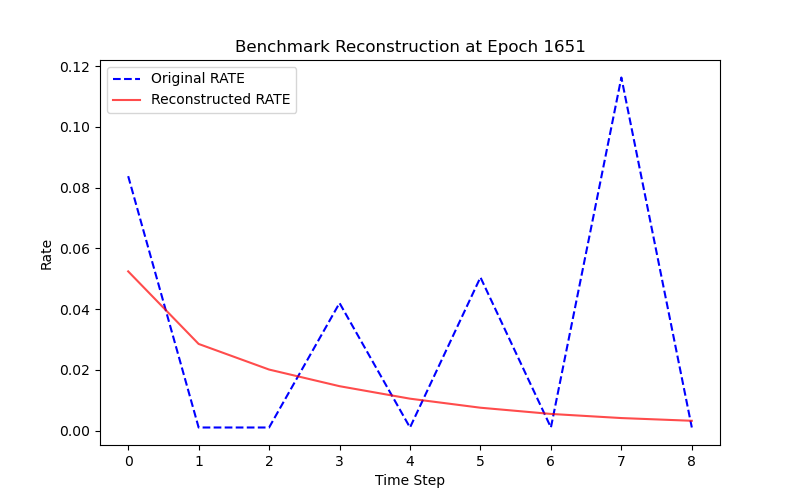 Benchmark Reconstruction at Epoch 1651
Original RATE
Reconstructed RATE
0.12
0.10
0.08
0.06
0.04
0.02
0.00
Rate
0 1 2 3 4 5 6 7 8
Time Step